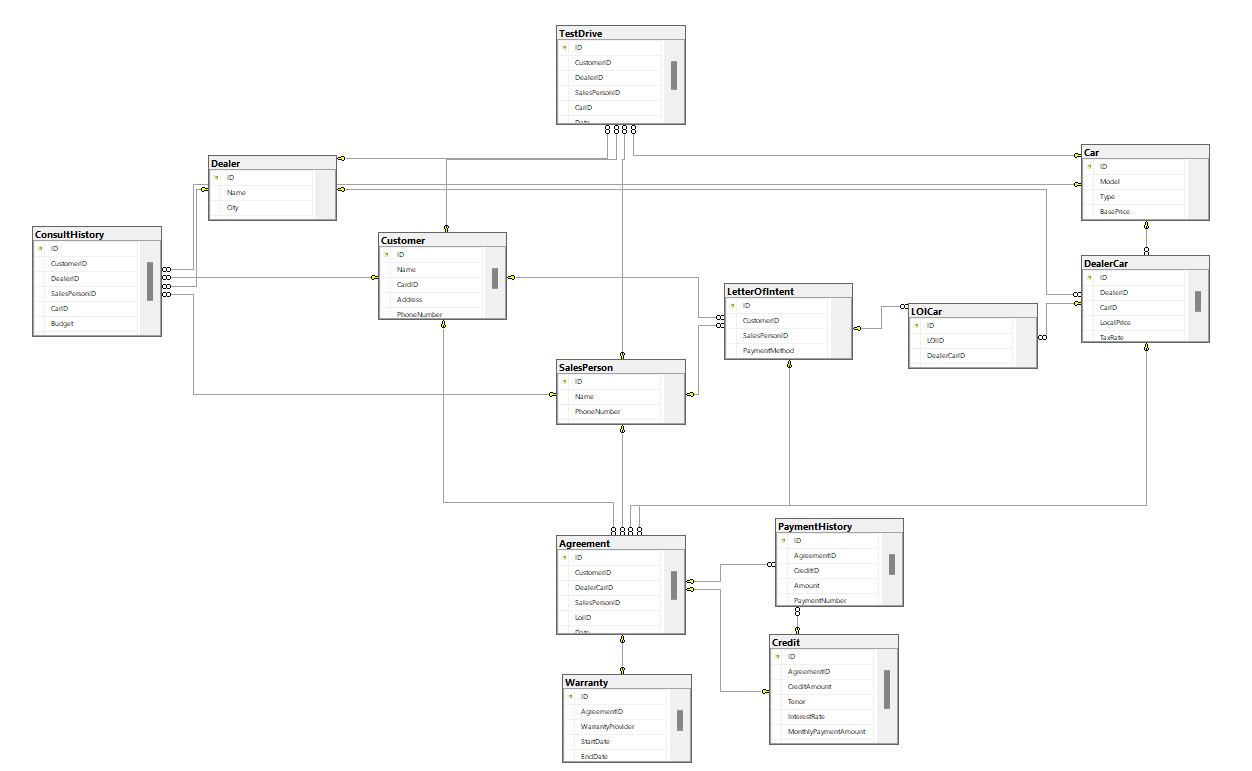 TestDrive
ID
CustomerID
DealerID
SalesPersonID
CarID
Date
Dealer
ID
Name
City
Car
ID
Model
Type
BasePrice
ConsultHistory
ID
CustomerID
DealerID
SalesPersonID
CarID
Budget
Customer
ID
Name
CardID
Address
PhoneNumber
LetterOfIntent
ID
CustomerID
SalesPersonID
PaymentMethod
LOICar
ID
LOIID
DealerCarID
DealerCar
ID
DealerID
CarID
LocalPrice
TaxRate
SalesPerson
ID
Name
PhoneNumber
Agreement
ID
CustomerID
DealerCarID
SalesPersonID
LoiID
Date
PaymentHistory
ID
AgreementID
CreditID
Amount
PaymentNumber
Credit
ID
AgreementID
CreditAmount
Tenor
InterestRate
MonthlyPaymentAmount
Warranty
ID
AgreementID
WarrantyProvider
StartDate
EndDate